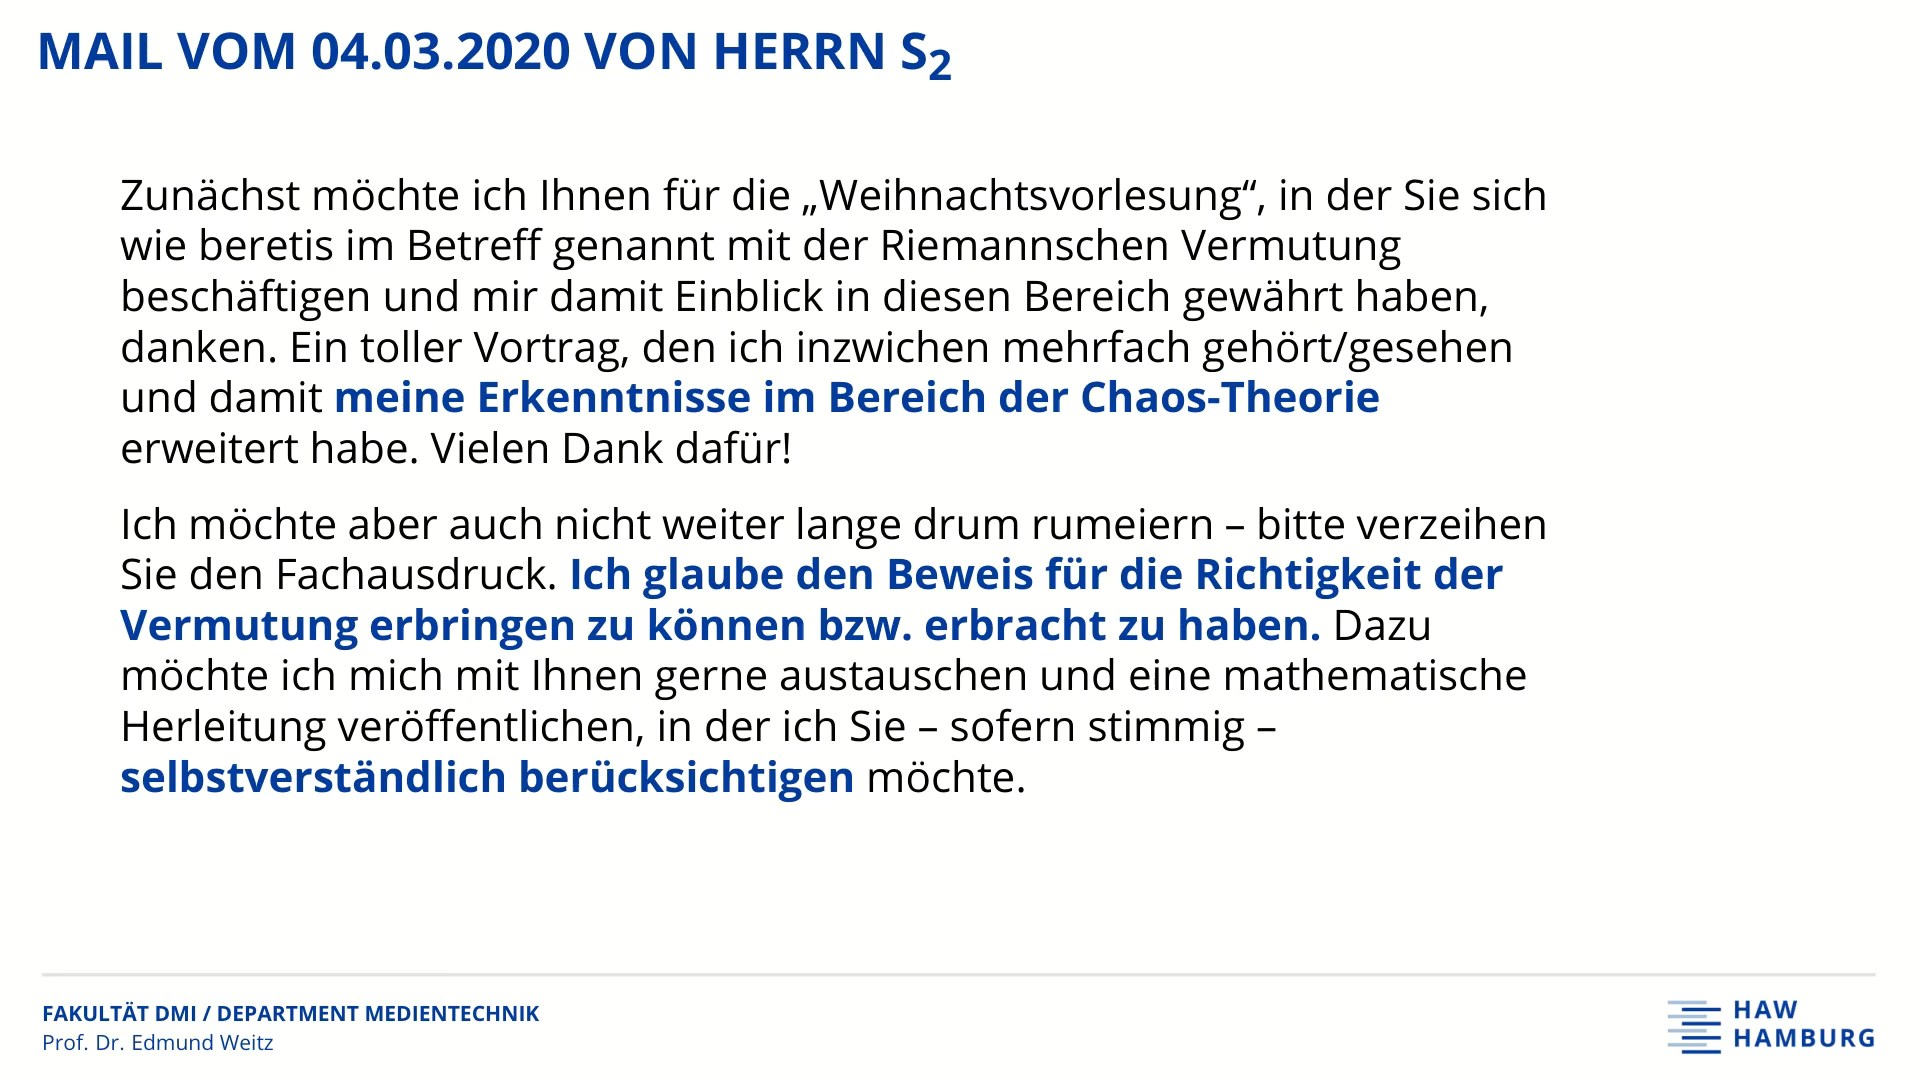 MAIL VOM 04.03.2020 VON HERRN S₂
Zunächst möchte ich Ihnen für die „Weihnachtsvorlesung“, in der Sie sich
wie beretis im Betreff genannt mit der Riemannschen Vermutung
beschäftigen und mir damit Einblick in diesen Bereich gewährt haben,
danken. Ein toller Vortrag, den ich inzwichen mehrfach gehört/gesehen
und damit meine Erkenntnisse im Bereich der Chaos-Theorie
erweitert habe. Vielen Dank dafür!
Ich möchte aber auch nicht weiter lange drum rumeiern – bitte verzeihen
Sie den Fachausdruck. Ich glaube den Beweis für die Richtigkeit der
Vermutung erbringen zu können bzw. erbracht zu haben. Dazu
möchte ich mich mit Ihnen gerne austauschen und eine mathematische
Herleitung veröffentlichen, in der ich Sie – sofern stimmig –
selbstverständlich berücksichtigen möchte.
FAKULTÄT DMI / DEPARTMENT MEDIENTECHNIK
Prof. Dr. Edmund Weitz
HAW
HAMBURG